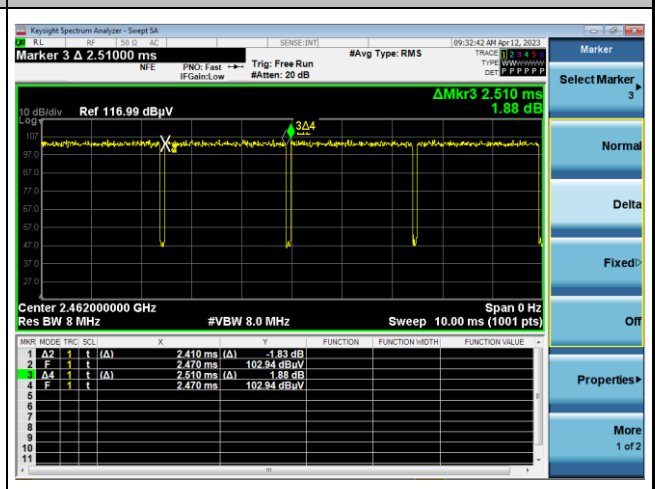 Keysight Spectrum Analyzer - Swept SA
RL RF 50 Ω AC SENSE:INT 09:32:42 AM Apr 12, 2023
Marker 3 Δ 2.51000 ms
NFE PNO: Fast Trig: Free Run #Avg Type: RMS TRACE 1 2 3 4 5 6
IFGain:Low #Atten: 20 dB TYPE WWWWWW
DET P P P P P P
ΔMkr3 2.510 ms
1.88 dB
10 dB/div Ref 116.99 dBµV
Log
107
97.0
87.0
77.0
67.0
57.0
47.0
37.0
27.0
3Δ4
Center 2.462000000 GHz Span 0 Hz
Res BW 8 MHz #VBW 8.0 MHz Sweep 10.00 ms (1001 pts)
MKR MODE TRC SCL X Y FUNCTION FUNCTION WIDTH FUNCTION VALUE
1 Δ2 1 t (Δ) 2.410 ms (Δ) -1.83 dB
2 F 1 t 2.470 ms 102.94 dBµV
3 Δ4 1 t (Δ) 2.510 ms (Δ) 1.88 dB
4 F 1 t 2.470 ms 102.94 dBµV
5
6
7
8
9
10
11
Marker
Select Marker
3
Normal
Delta
Fixed
Off
Properties
More
1 of 2